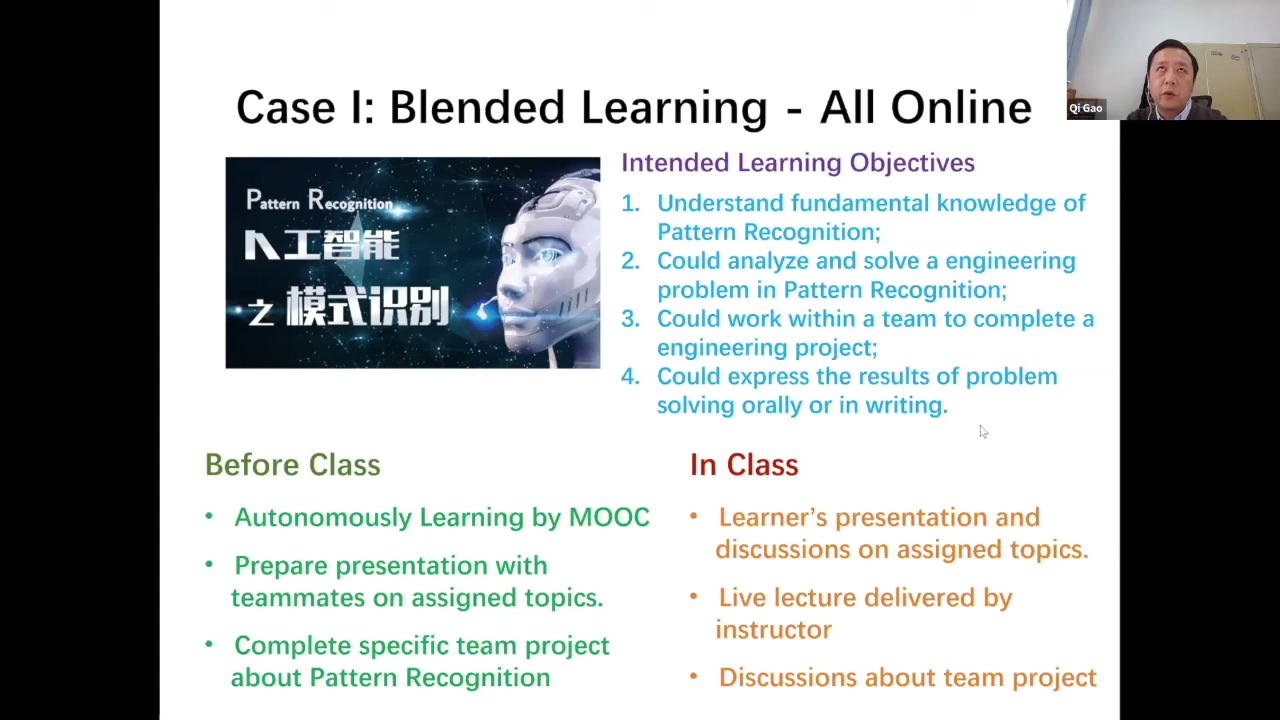 Case I: Blended Learning - All Online
Qi Gao
Pattern Recognition
人工智能
之 模式识别
Intended Learning Objectives
1. Understand fundamental knowledge of
Pattern Recognition;
2. Could analyze and solve a engineering
problem in Pattern Recognition;
3. Could work within a team to complete a
engineering project;
4. Could express the results of problem
solving orally or in writing.
Before Class
• Autonomously Learning by MOOC
• Prepare presentation with
teammates on assigned topics.
• Complete specific team project
about Pattern Recognition
In Class
• Learner’s presentation and
discussions on assigned topics.
• Live lecture delivered by
instructor
• Discussions about team project